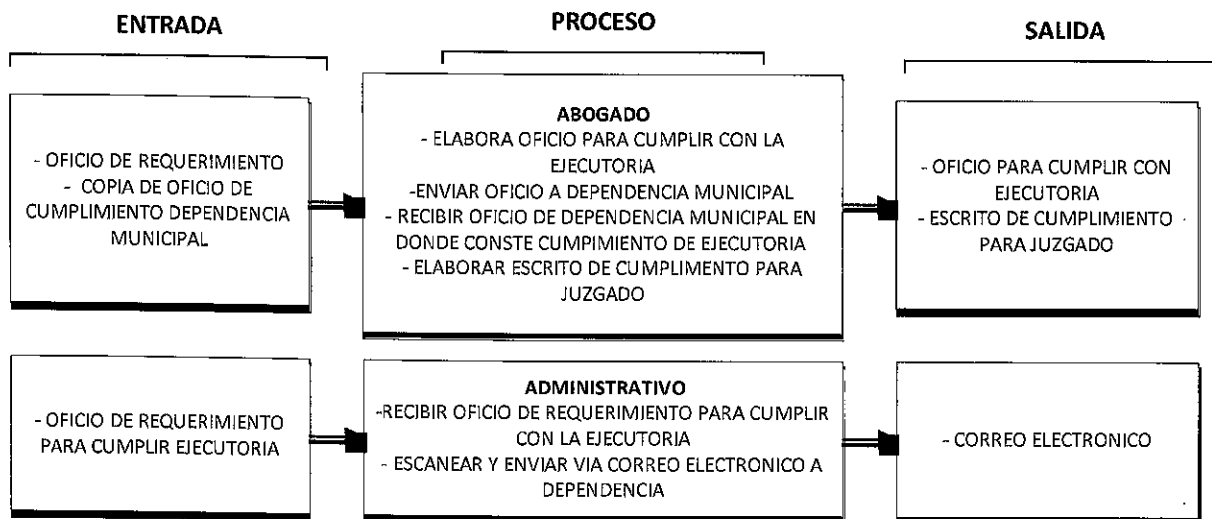 ENTRADA
PROCESO
SALIDA
- OFICIO DE REQUERIMIENTO
- COPIA DE OFICIO DE
CUMPLIMIENTO DEPENDENCIA
MUNICIPAL
ABOGADO
- ELABORA OFICIO PARA CUMPLIR CON LA
EJECUTORIA
- ENVIAR OFICIO A DEPENDENCIA MUNICIPAL
- RECIBIR OFICIO DE DEPENDENCIA MUNICIPAL EN
DONDE CONSTE CUMPIMIENTO DE EJECUTORIA
- ELABORAR ESCRITO DE CUMPLIMENTO PARA
JUZGADO
- OFICIO PARA CUMPLIR CON
EJECUTORIA
- ESCRITO DE CUMPLIMIENTO
PARA JUZGADO
- OFICIO DE REQUERIMIENTO
PARA CUMPLIR EJECUTORIA
ADMINISTRATIVO
-RECIBIR OFICIO DE REQUERIMIENTO PARA CUMPLIR
CON LA EJECUTORIA
- ESCANEAR Y ENVIAR VIA CORREO ELECTRONICO A
DEPENDENCIA
- CORREO ELECTRONICO